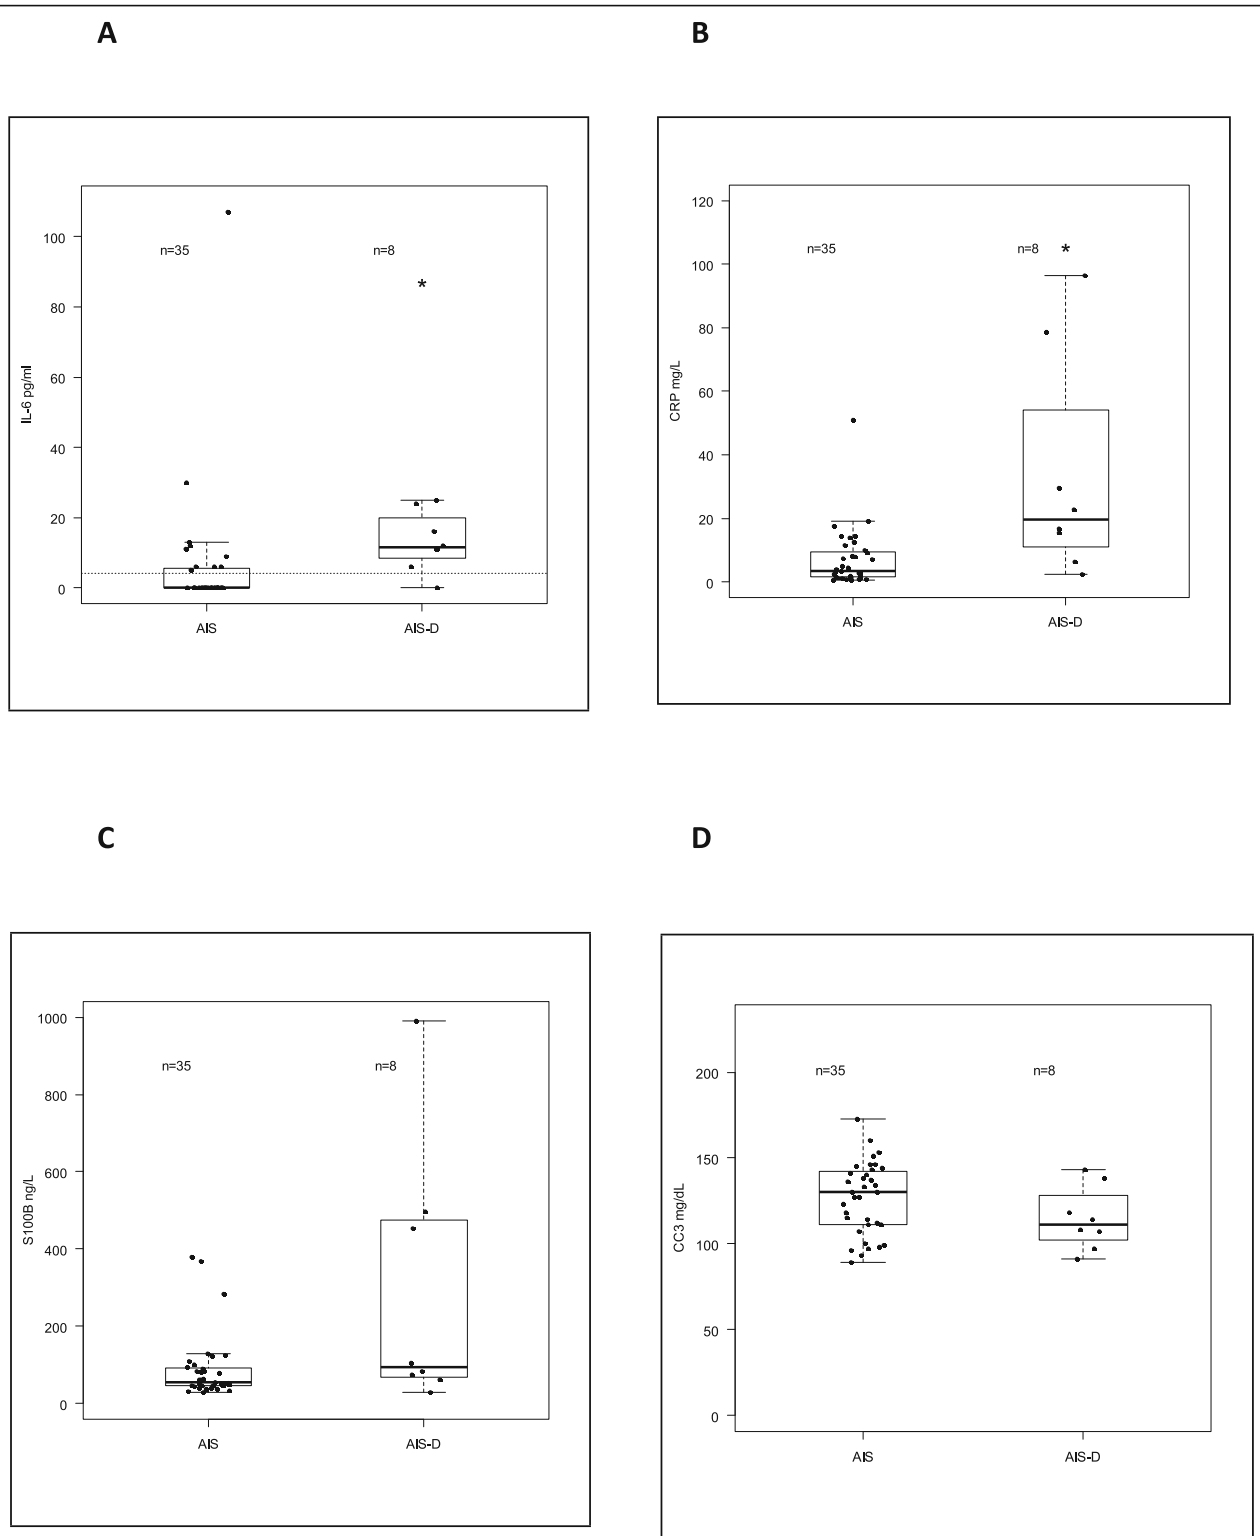 A
B
n=35
n=8
*
100
80
60
40
20
0
IL-6 pg/ml
AIS
AIS-D
n=35
n=8
*
120
100
80
60
40
20
0
CRP mg/L
AIS
AIS-D
C
D
n=35
n=8
1000
800
600
400
200
0
S100B ng/L
AIS
AIS-D
n=35
n=8
200
150
100
50
0
CC3 mg/dL
AIS
AIS-D